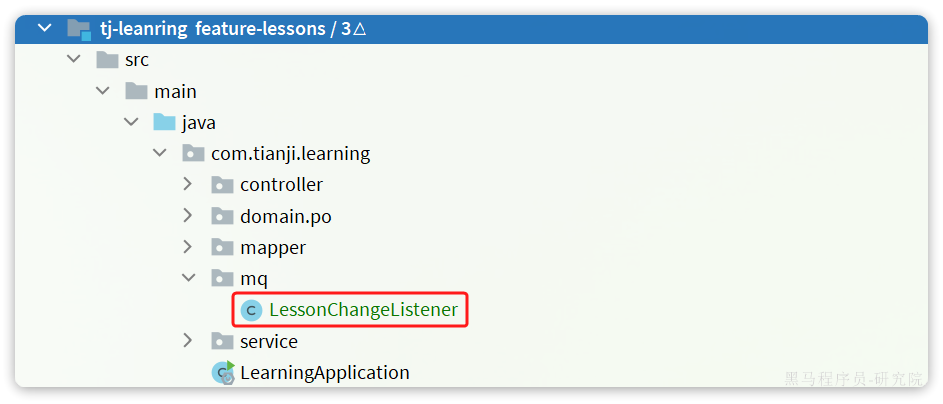 tj-leanring feature-lessons / 3△
src
main
java
com.tianji.learning
controller
domain.po
mapper
mq
C LessonChangeListener
service
LearningApplication
黑马程序员-研究院